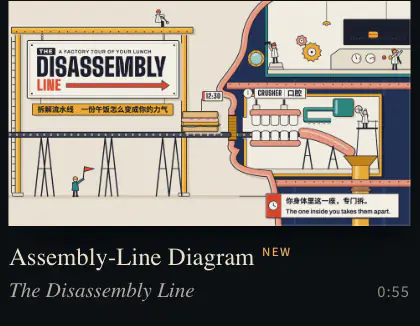 THE A FACTORY TOUR OF YOUR LUNCH
DISASSEMBLY
LINE
拆解流水线 一份午饭怎么变成你的力气
12:30
CRUSHER 口腔
你身体里这一座，专门拆。
The one inside you takes them apart.
Assembly-Line Diagram NEW
The Disassembly Line
0:55